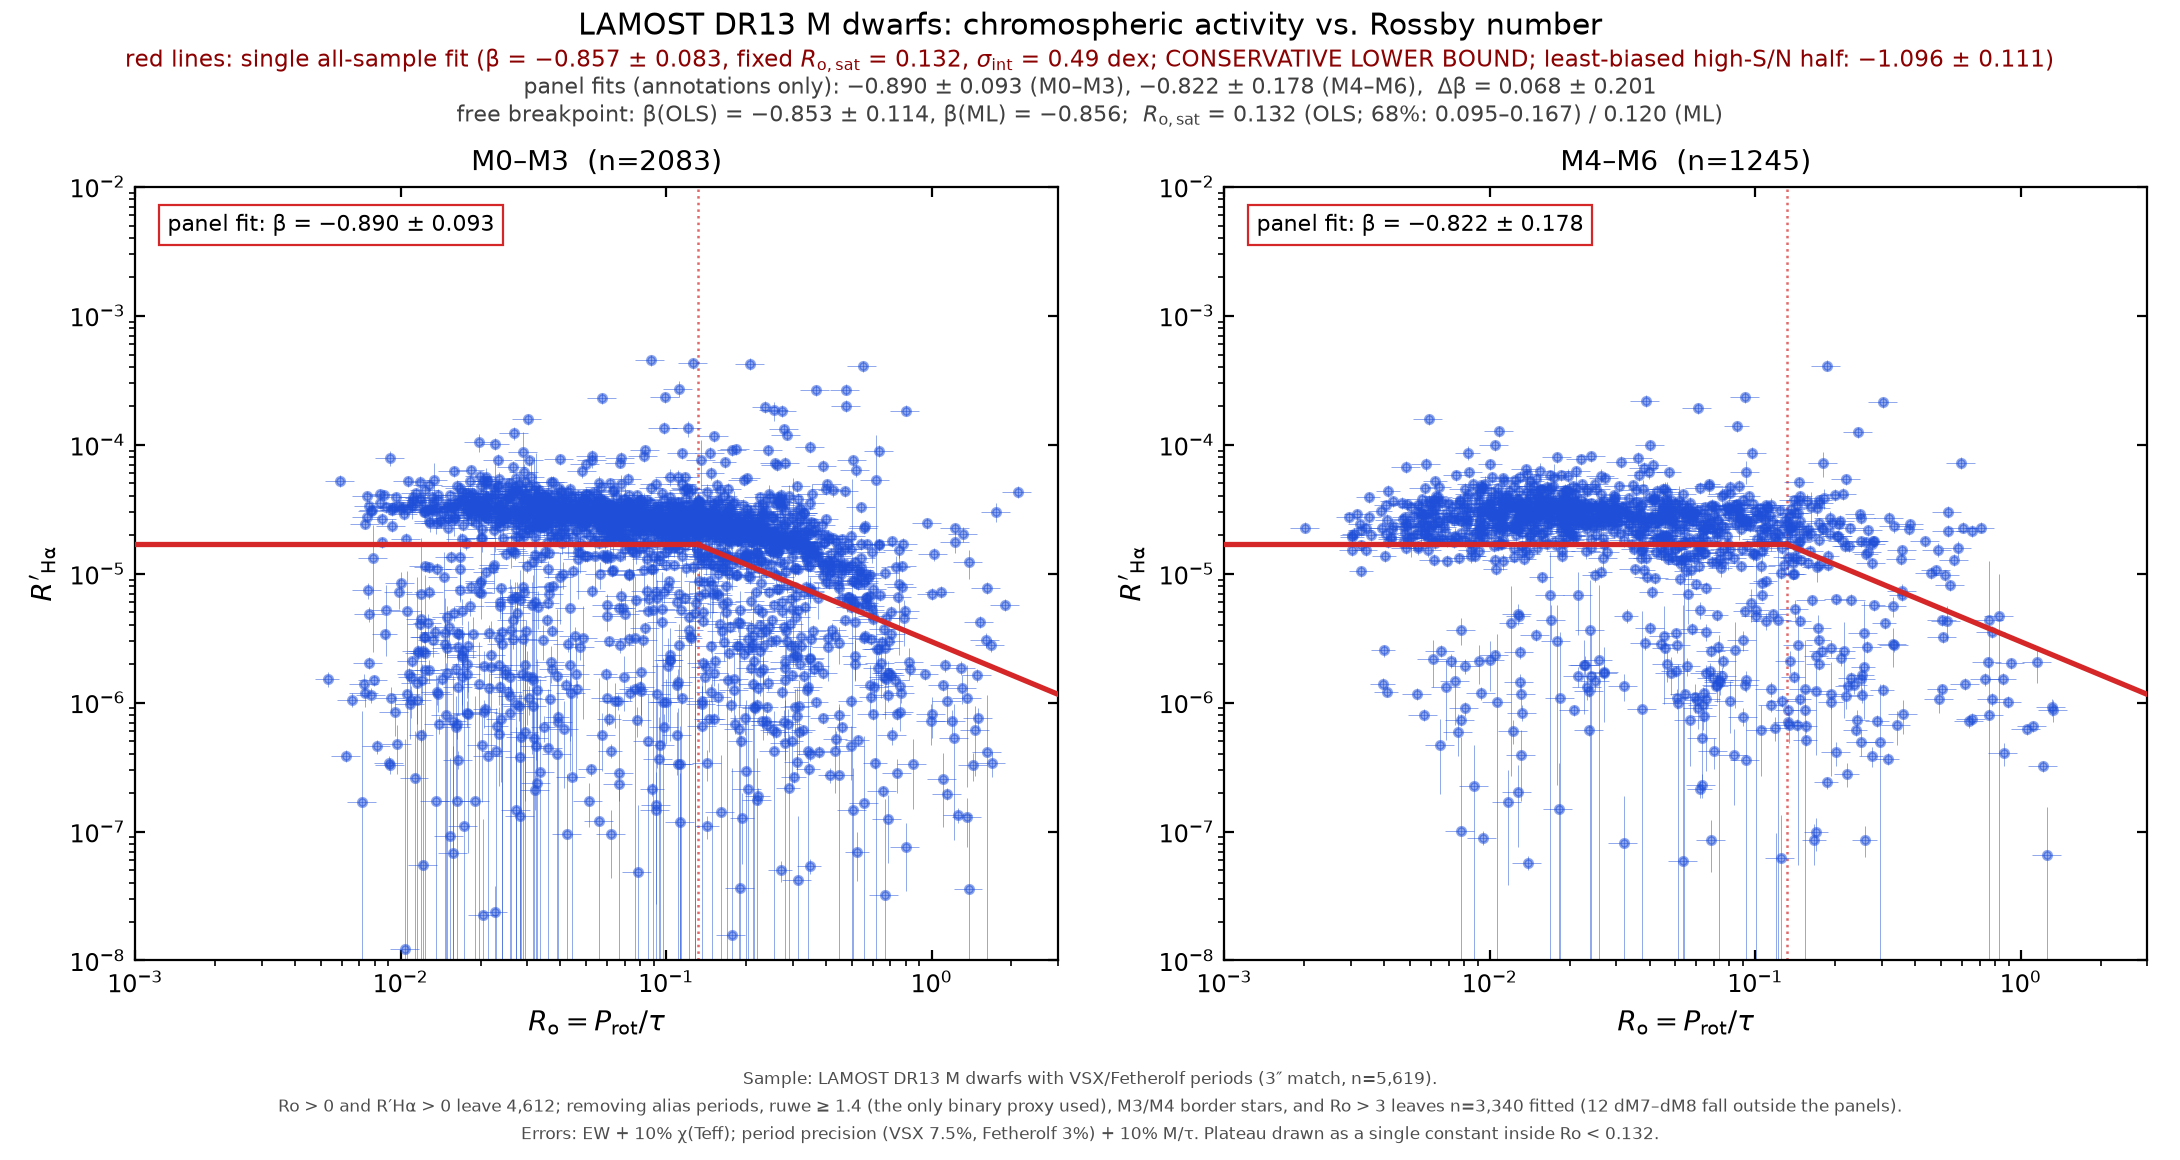 LAMOST DR13 M dwarfs: chromospheric activity vs. Rossby number
red lines: single all-sample fit (β = −0.857 ± 0.083, fixed Ro, sat = 0.132, σint = 0.49 dex; CONSERVATIVE LOWER BOUND; least-biased high-S/N half: −1.096 ± 0.111)
panel fits (annotations only): −0.890 ± 0.093 (M0–M3), −0.822 ± 0.178 (M4–M6), Δβ = 0.068 ± 0.201
free breakpoint: β(OLS) = −0.853 ± 0.114, β(ML) = −0.856; Ro, sat = 0.132 (OLS; 68%: 0.095–0.167) / 0.120 (ML)
M0–M3 (n=2083)
panel fit: β = −0.890 ± 0.093
10⁻²
10⁻³
10⁻⁴
10⁻⁵
10⁻⁶
10⁻⁷
10⁻⁸
R′Hα
10⁻³ 10⁻² 10⁻¹ 10⁰
Ro = Prot/τ
M4–M6 (n=1245)
panel fit: β = −0.822 ± 0.178
10⁻²
10⁻³
10⁻⁴
10⁻⁵
10⁻⁶
10⁻⁷
10⁻⁸
R′Hα
10⁻³ 10⁻² 10⁻¹ 10⁰
Ro = Prot/τ
Sample: LAMOST DR13 M dwarfs with VSX/Fetherolf periods (3″ match, n=5,619).
Ro > 0 and R′Hα > 0 leave 4,612; removing alias periods, ruwe ≥ 1.4 (the only binary proxy used), M3/M4 border stars, and Ro > 3 leaves n=3,340 fitted (12 dM7–dM8 fall outside the panels).
Errors: EW + 10% χ(Teff); period precision (VSX 7.5%, Fetherolf 3%) + 10% M/τ. Plateau drawn as a single constant inside Ro < 0.132.